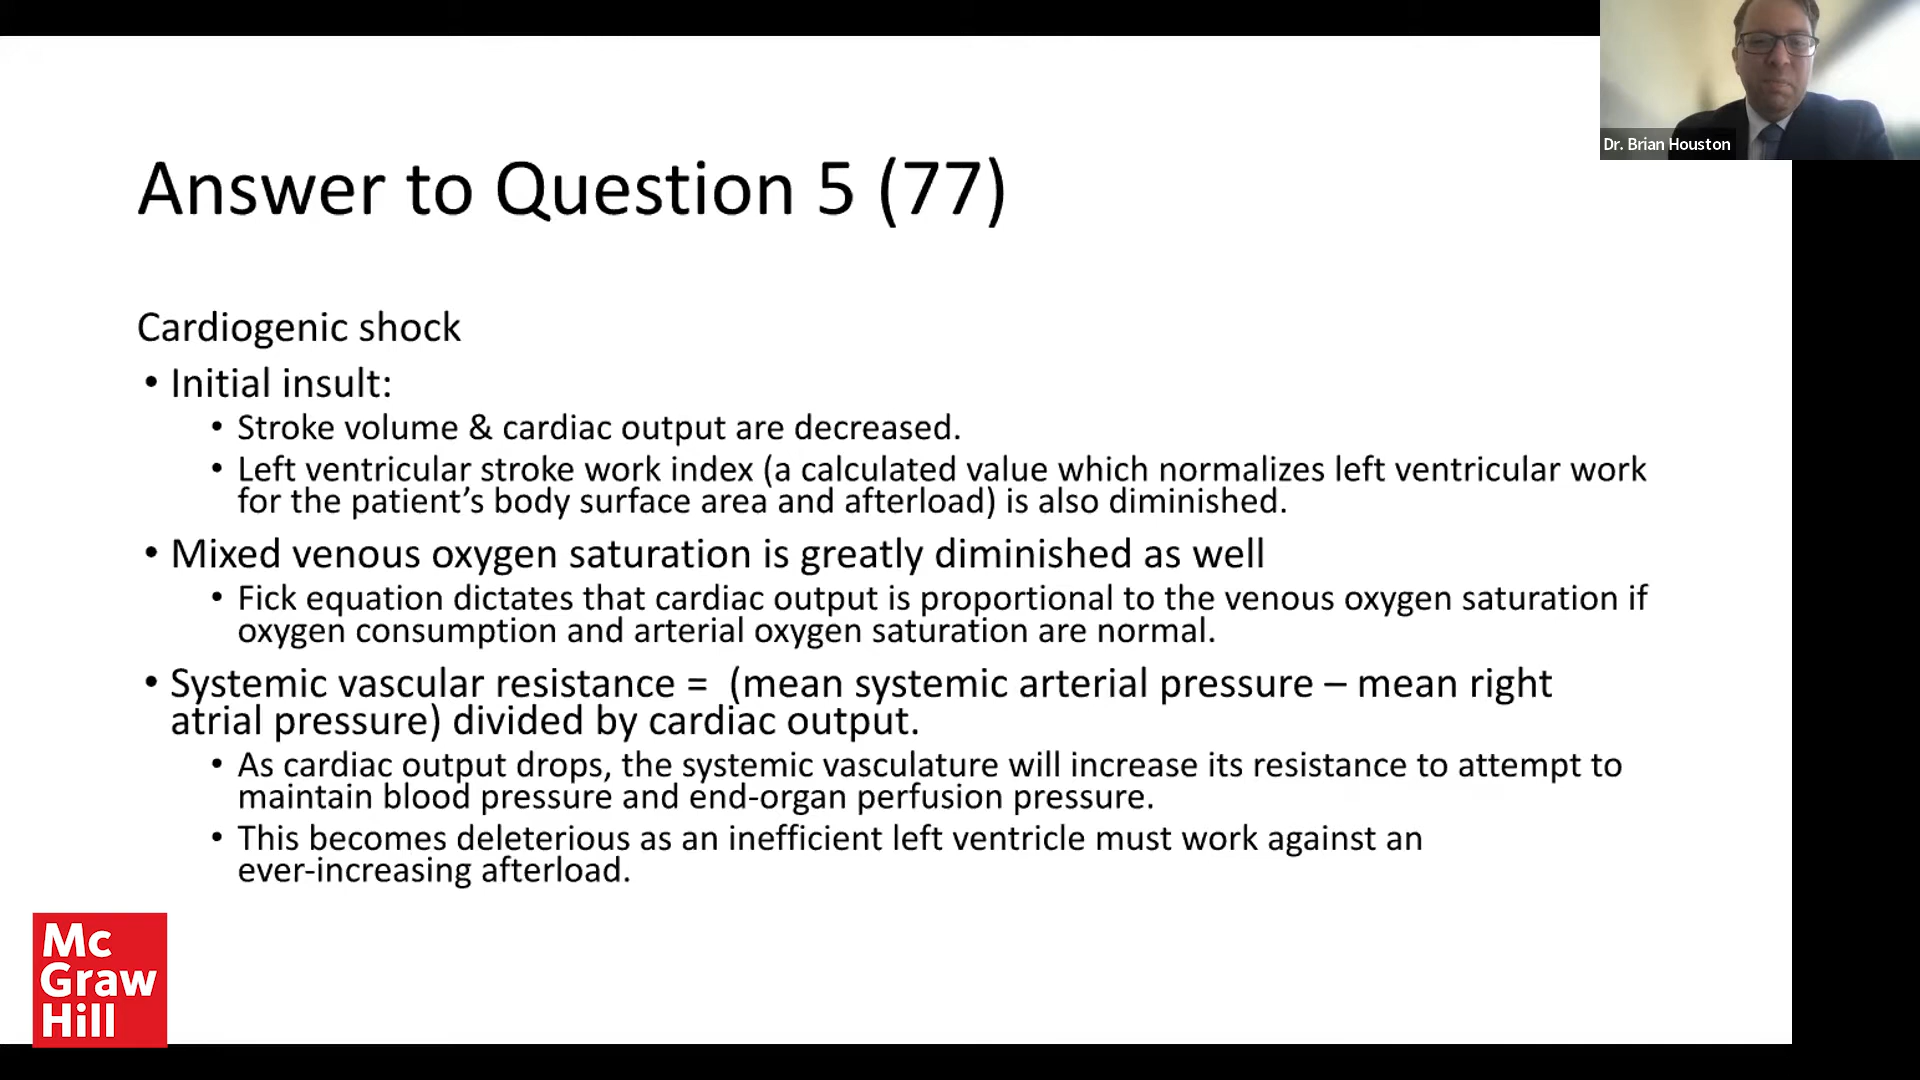 Dr. Brian Houston
Answer to Question 5 (77)
Cardiogenic shock
• Initial insult:
• Stroke volume & cardiac output are decreased.
• Left ventricular stroke work index (a calculated value which normalizes left ventricular work
for the patient’s body surface area and afterload) is also diminished.
• Mixed venous oxygen saturation is greatly diminished as well
• Fick equation dictates that cardiac output is proportional to the venous oxygen saturation if
oxygen consumption and arterial oxygen saturation are normal.
• Systemic vascular resistance = (mean systemic arterial pressure – mean right
atrial pressure) divided by cardiac output.
• As cardiac output drops, the systemic vasculature will increase its resistance to attempt to
maintain blood pressure and end-organ perfusion pressure.
• This becomes deleterious as an inefficient left ventricle must work against an
ever-increasing afterload.
Mc
Graw
Hill